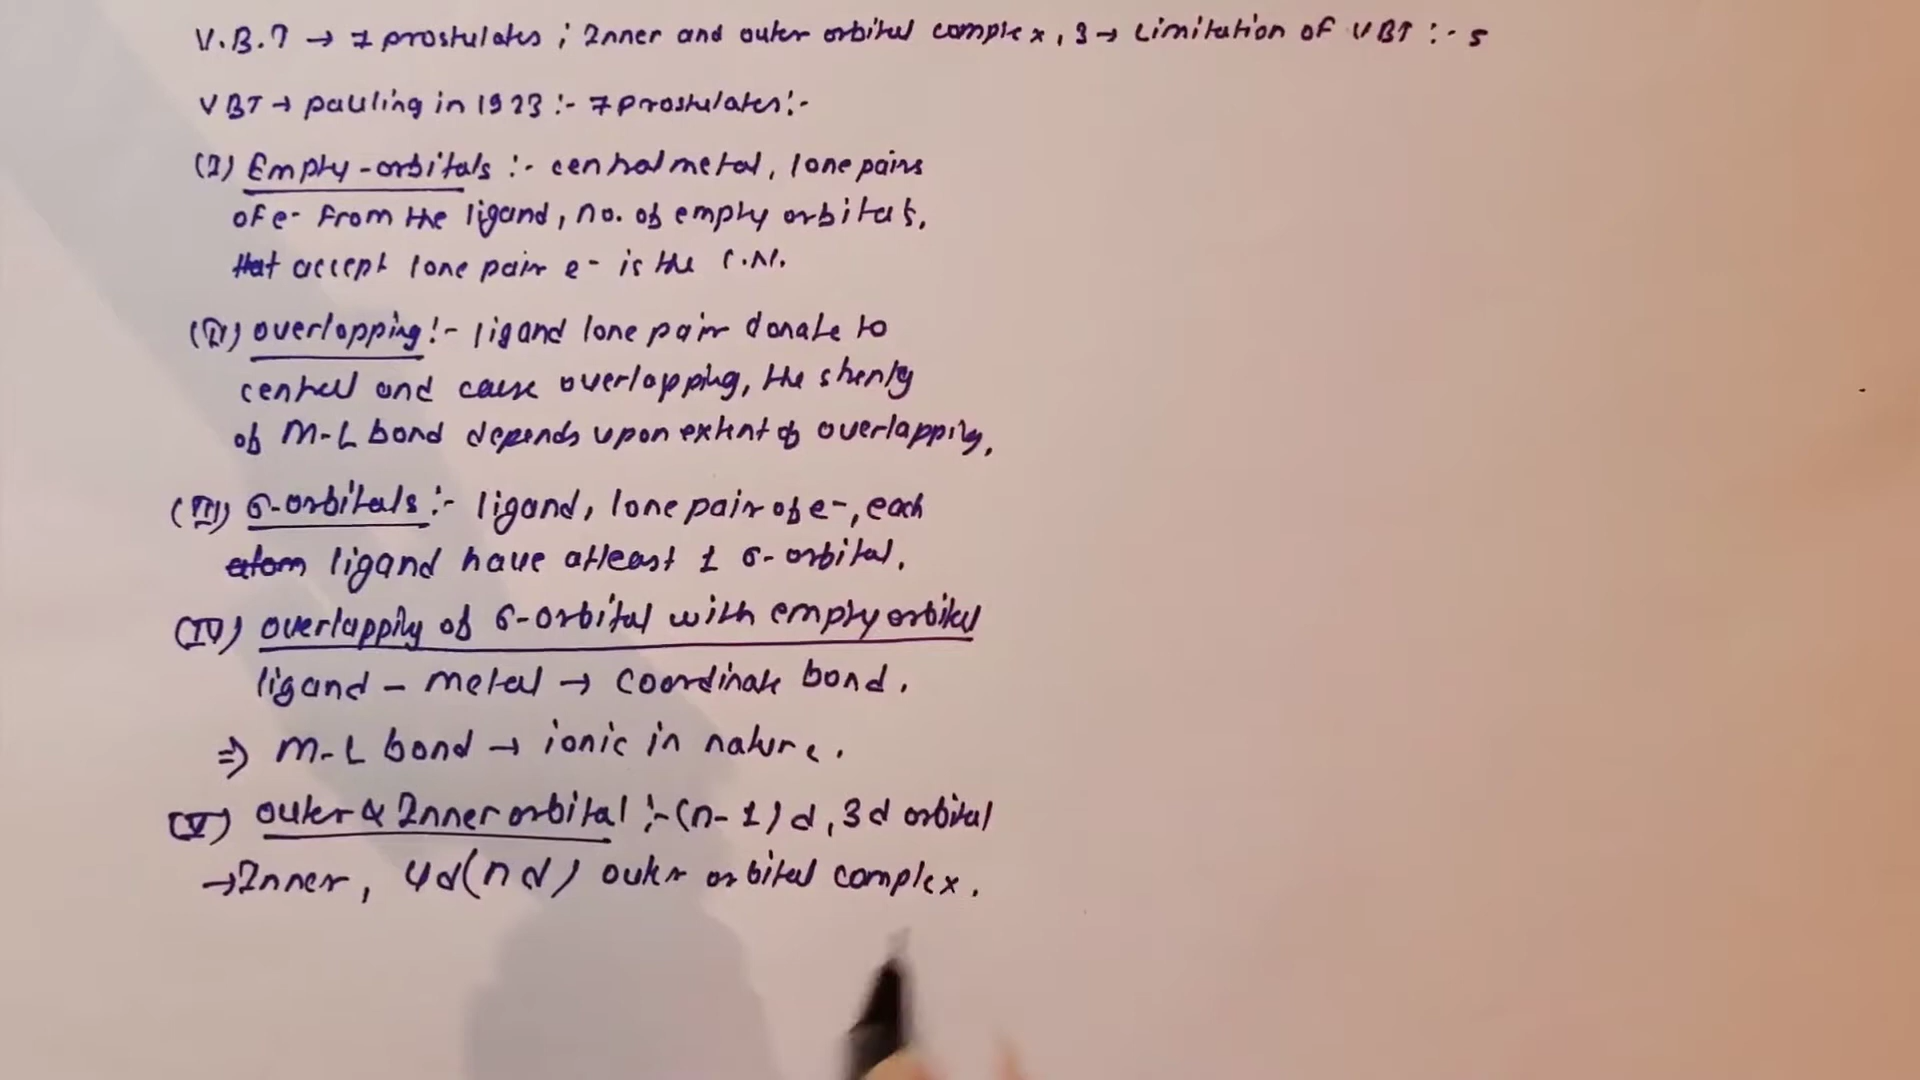 V.B.T → 7 prostulates ; Inner and outer orbital complex, 3 → Limitation of VBT :- 5
VBT → pauling in 1923 :- 7 prostulates :-
(I) Empty-orbitals :- central metal, lone pairs
of e- from the ligand, no. of empty orbitals,
that accept lone pair e- is the C.N.
(II) overlopping :- ligand lone pair donate to
central and cause overlapping, the strenty
of M-L bond depends upon extent of overlapping,
(III) σ-orbitals :- ligand, lone pair of e-, each
atom ligand have atleast 1 σ-orbital.
(IV) overlapping of σ-orbital with empty orbital
ligand - metal → coordinate bond.
⇒ M-L bond → ionic in nature.
(V) outer & Inner orbital :- (n-1) d, 3d orbital
→ Inner, 4d (nd) outer orbital complex.